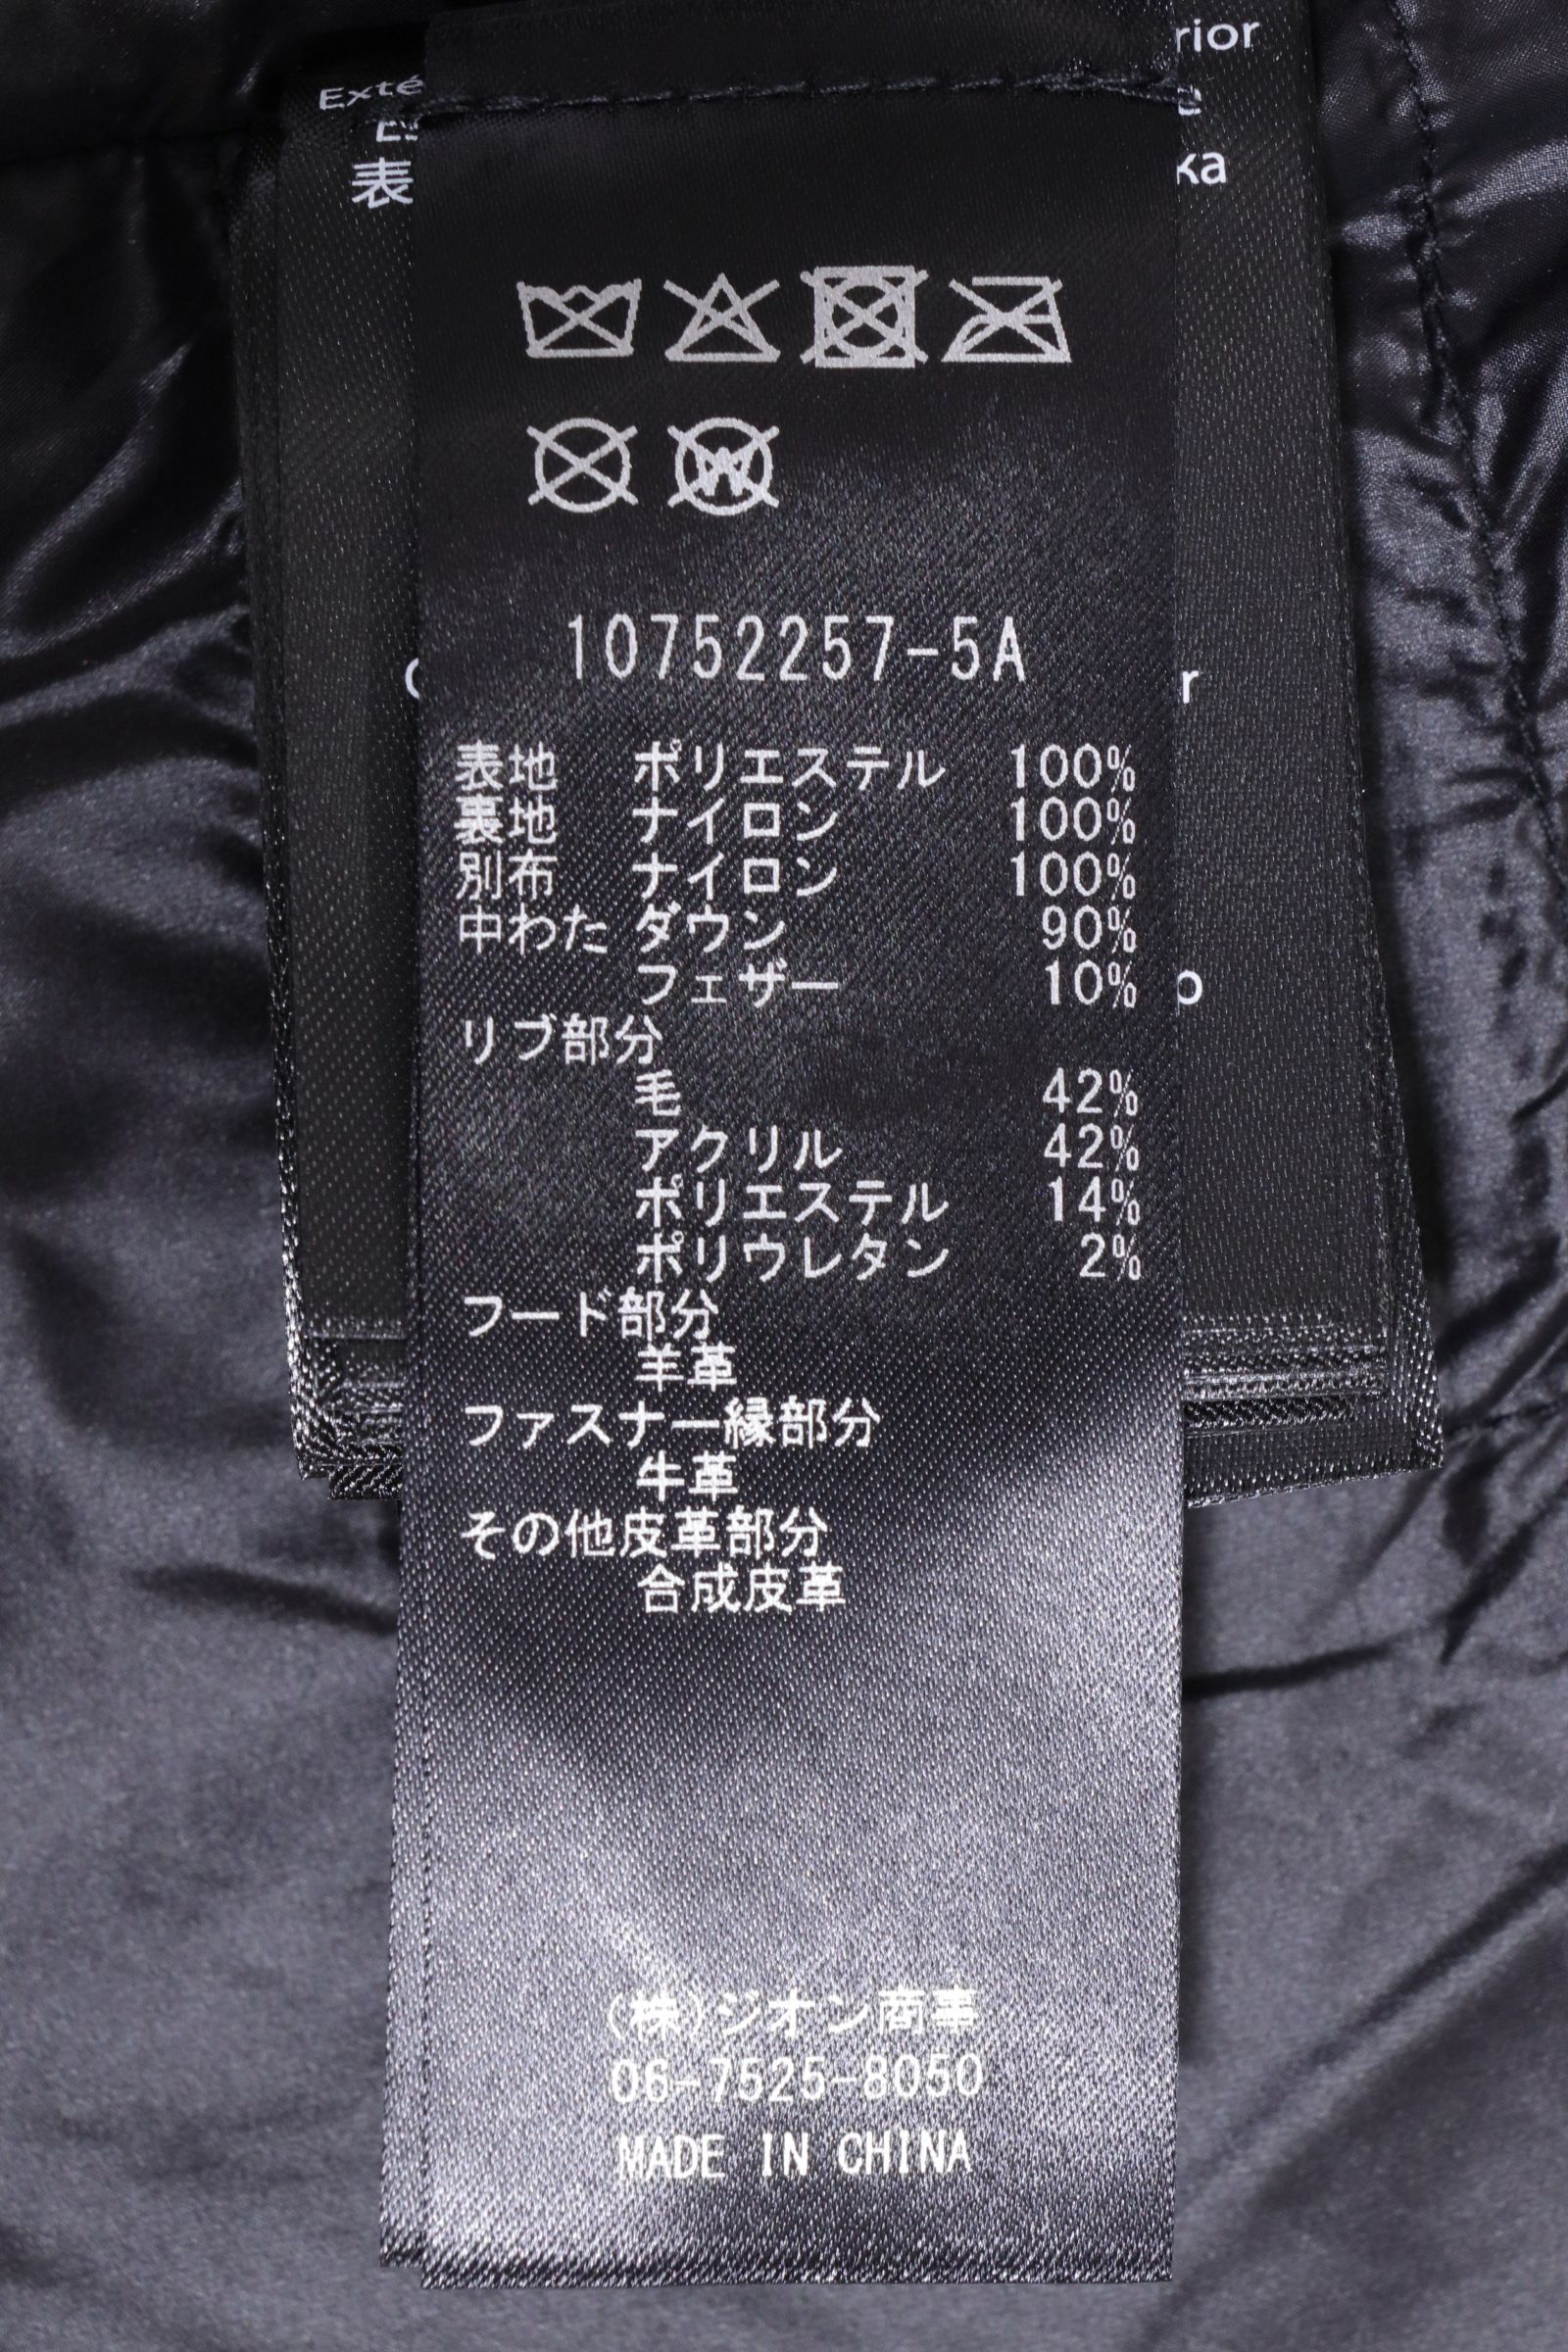 rior
Exté
e
表
ka
W
10752257-5A
r
表地 ポリエステル 100%
裏地 ナイロン 100%
別布 ナイロン 100%
中わた ダウン 90%
フェザー 10%
リブ部分
毛 42%
アクリル 42%
ポリエステル 14%
ポリウレタン 2%
フード部分
羊革
ファスナー縁部分
牛革
その他皮革部分
合成皮革
(株)ジオン商事
06-7525-8050
MADE IN CHINA